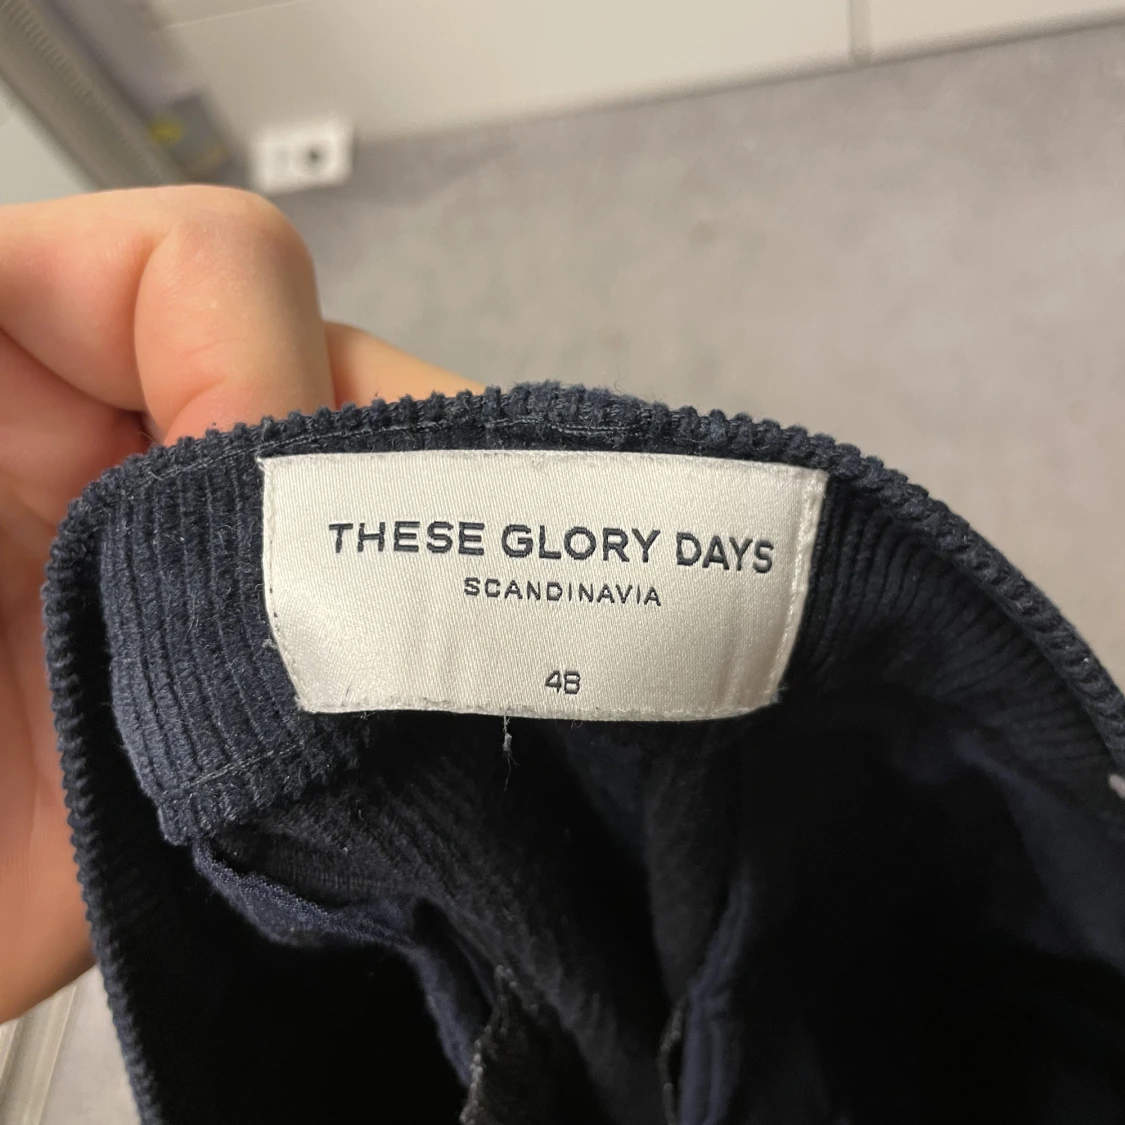 THESE GLORY DAYS
SCANDINAVIA
48